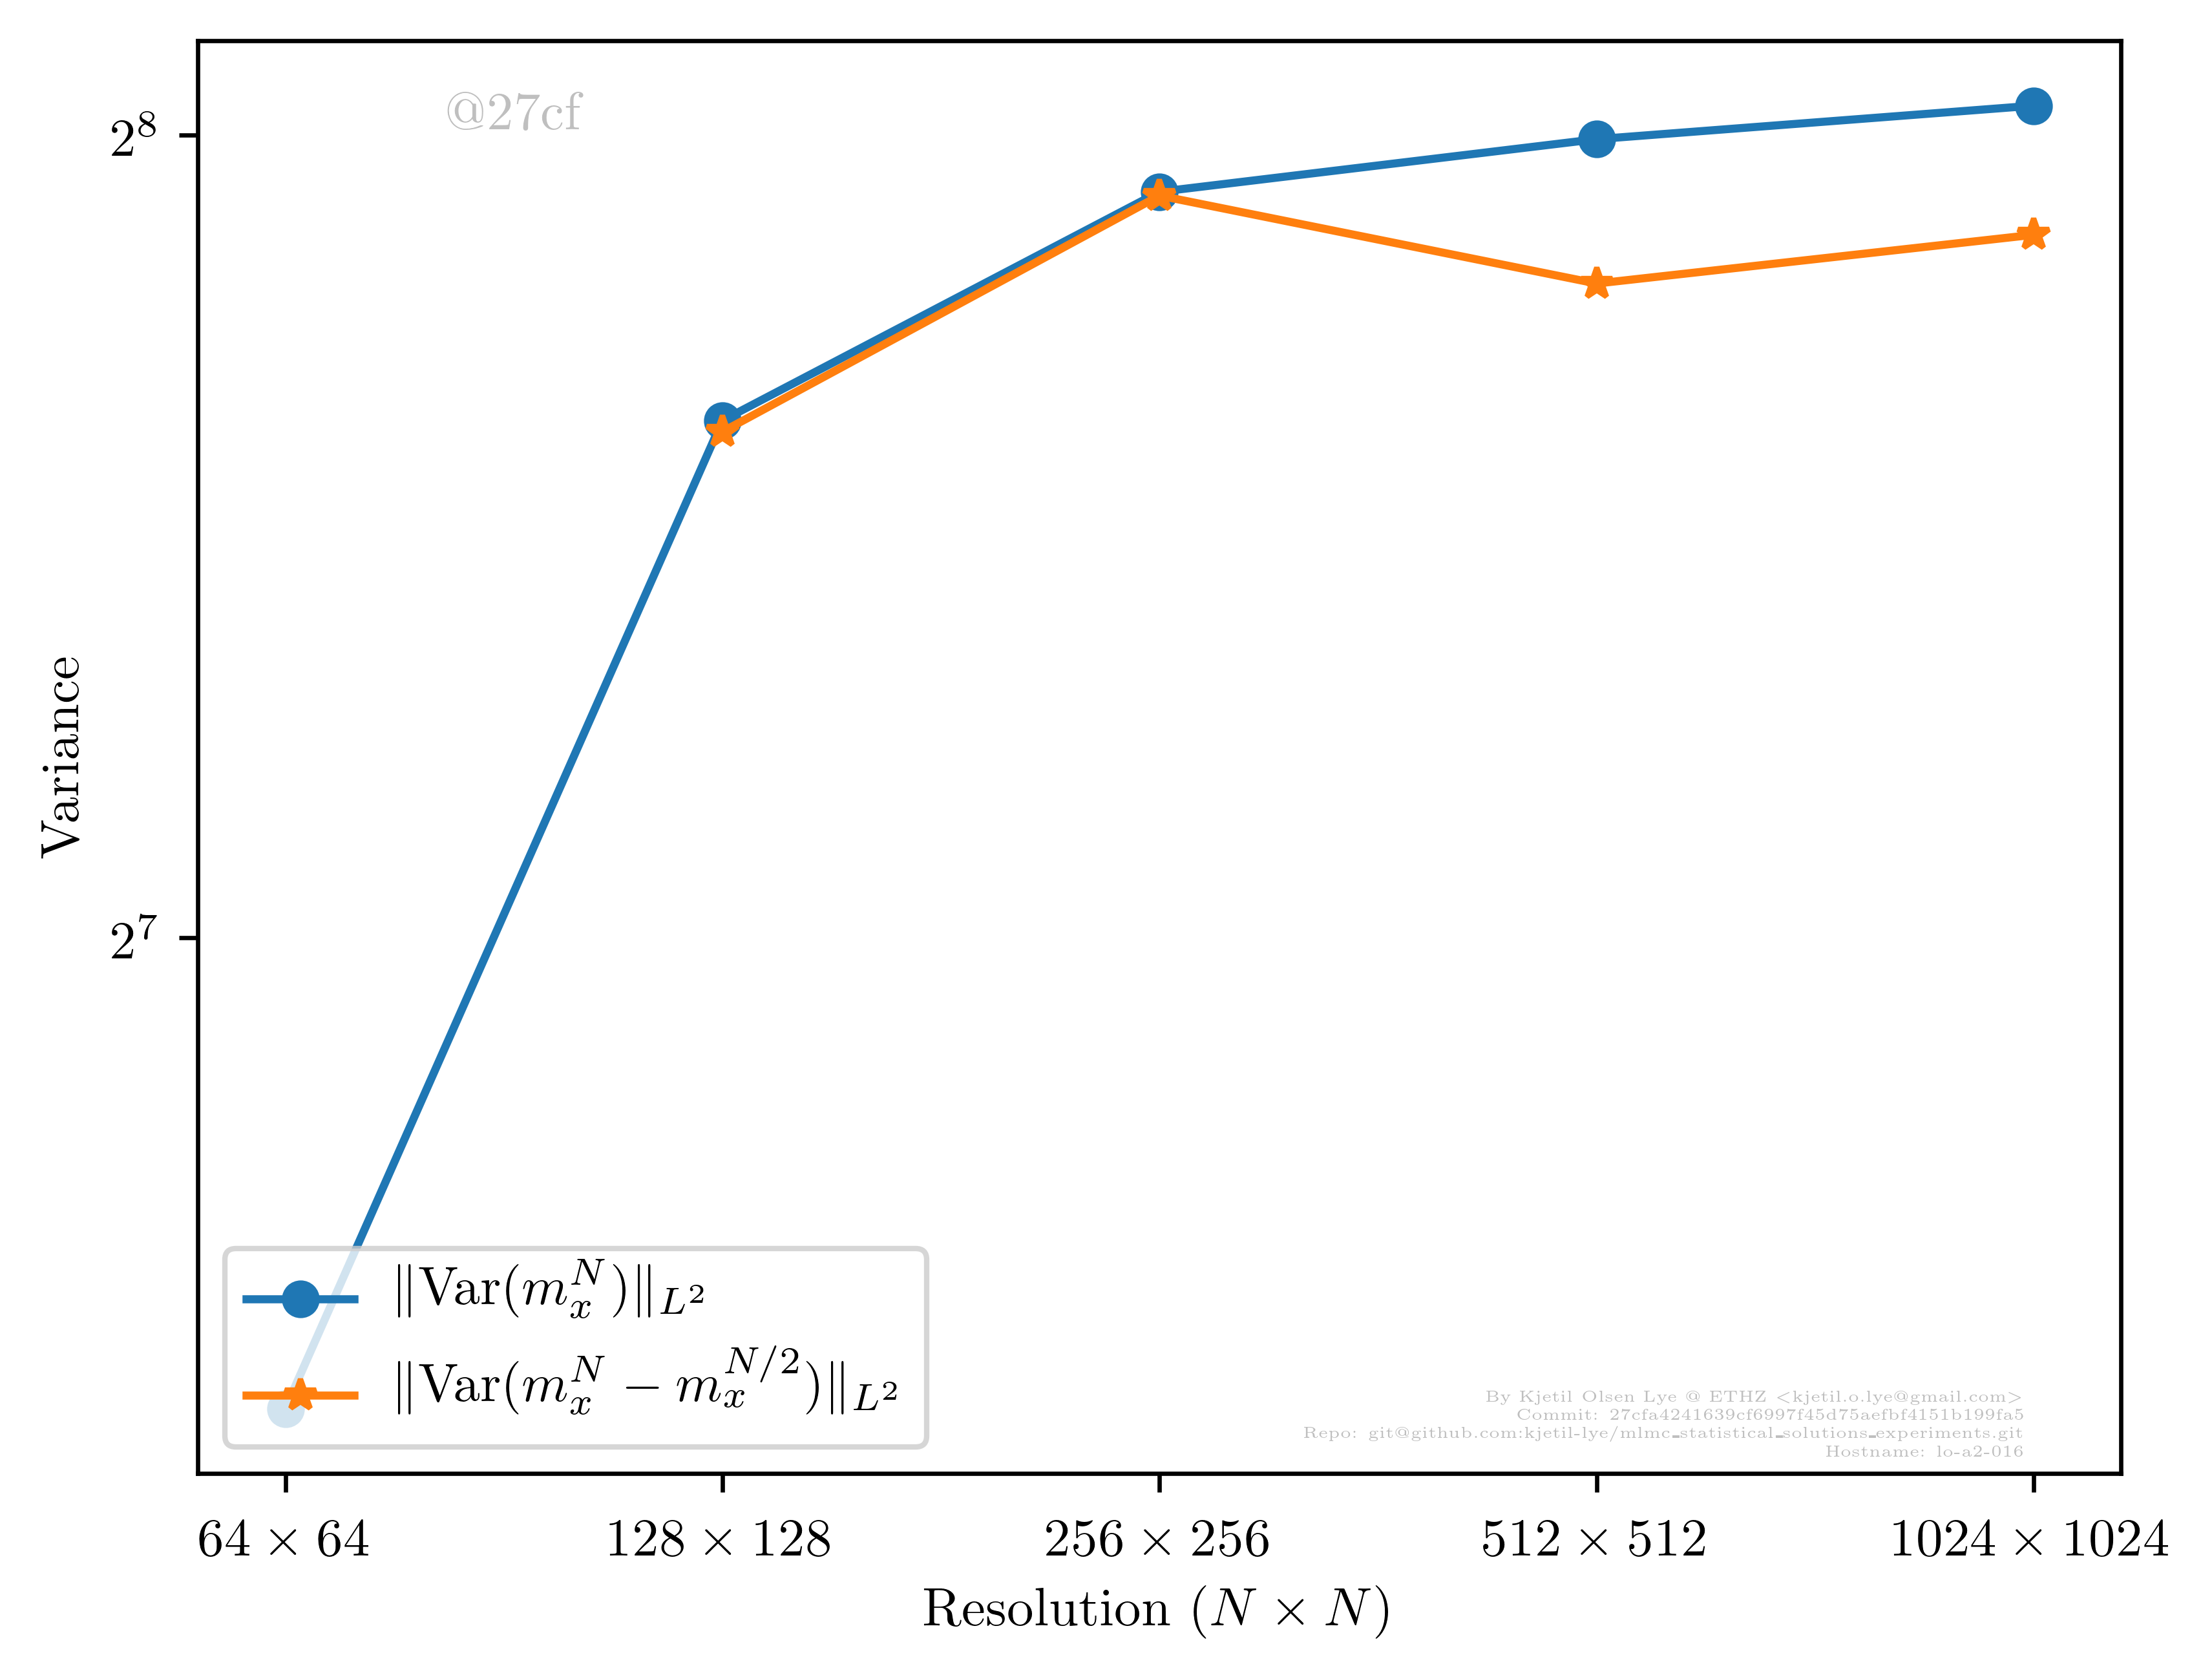 @27cf
2^8
2^7
Variance
‖Var(m_x^N)‖_{L^2}
‖Var(m_x^N − m_x^{N/2})‖_{L^2}
By Kjetil Olsen Lye @ ETHZ <kjetil.o.lye@gmail.com>
Commit: 27cfa4241639cf6997f45d75aefbf4151b199fa5
Repo: git@github.com:kjetil-lye/mlmc_statistical_solutions_experiments.git
Hostname: lo-a2-016
64 × 64 128 × 128 256 × 256 512 × 512 1024 × 1024
Resolution (N × N)